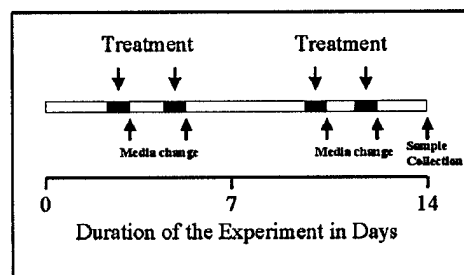 Treatment Treatment
Media change Media change Sample
Collection
0 7 14
Duration of the Experiment in Days